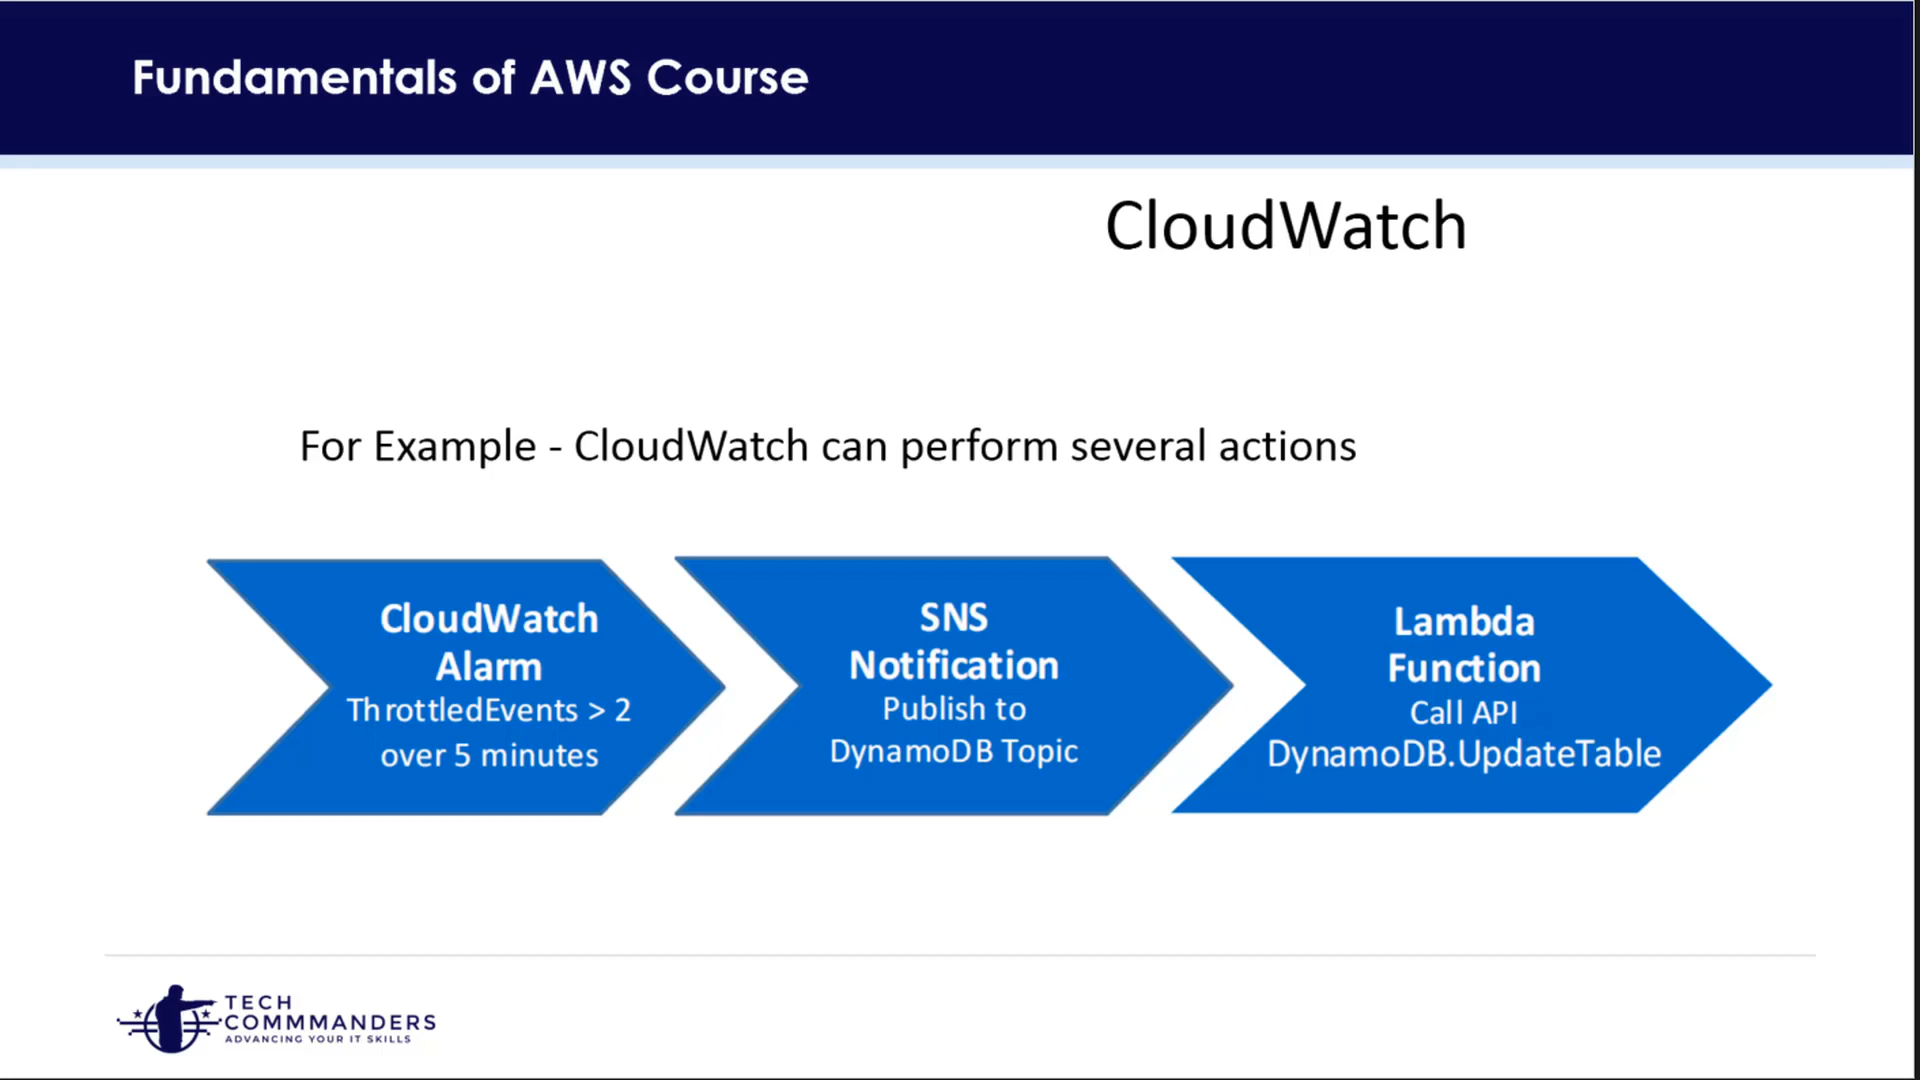 Fundamentals of AWS Course
CloudWatch
For Example - CloudWatch can perform several actions
CloudWatch
Alarm
ThrottledEvents > 2
over 5 minutes
SNS
Notification
Publish to
DynamoDB Topic
Lambda
Function
Call API
DynamoDB.UpdateTable
TECH
COMMMANDERS
ADVANCING YOUR IT SKILLS